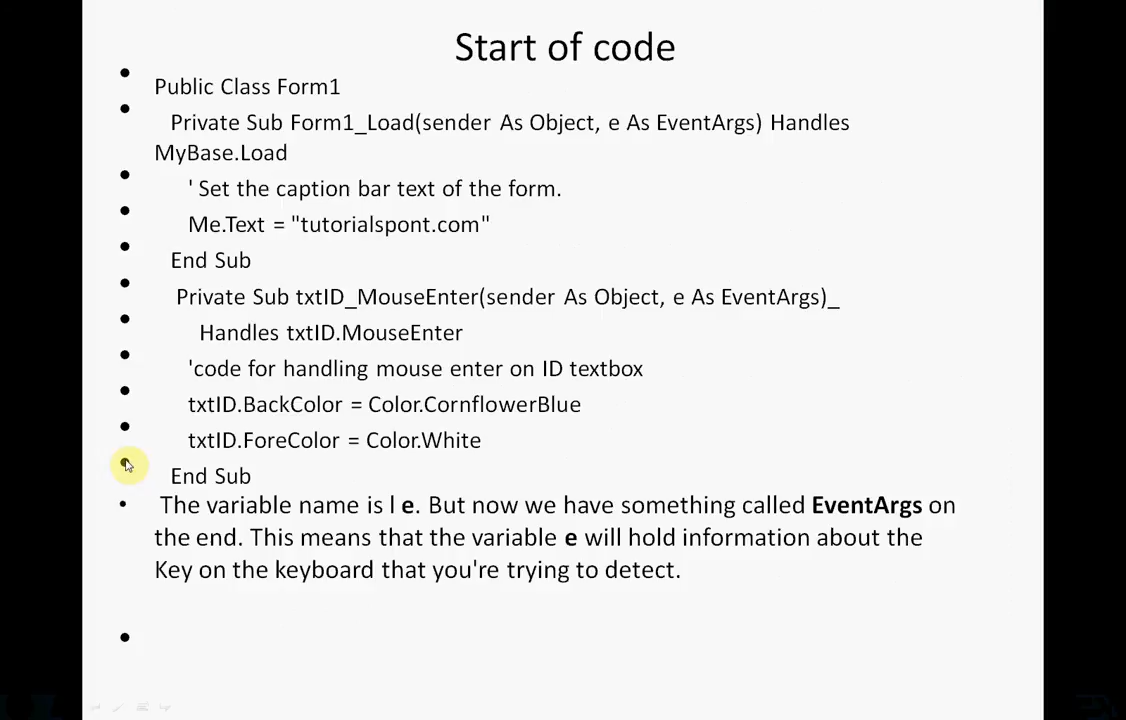 Start of code
• Public Class Form1
• Private Sub Form1_Load(sender As Object, e As EventArgs) Handles
MyBase.Load
• ' Set the caption bar text of the form.
• Me.Text = "tutorialspont.com"
• End Sub
• Private Sub txtID_MouseEnter(sender As Object, e As EventArgs)_
• Handles txtID.MouseEnter
• 'code for handling mouse enter on ID textbox
• txtID.BackColor = Color.CornflowerBlue
• txtID.ForeColor = Color.White
• End Sub
• The variable name is l e. But now we have something called EventArgs on
the end. This means that the variable e will hold information about the
Key on the keyboard that you're trying to detect.
•